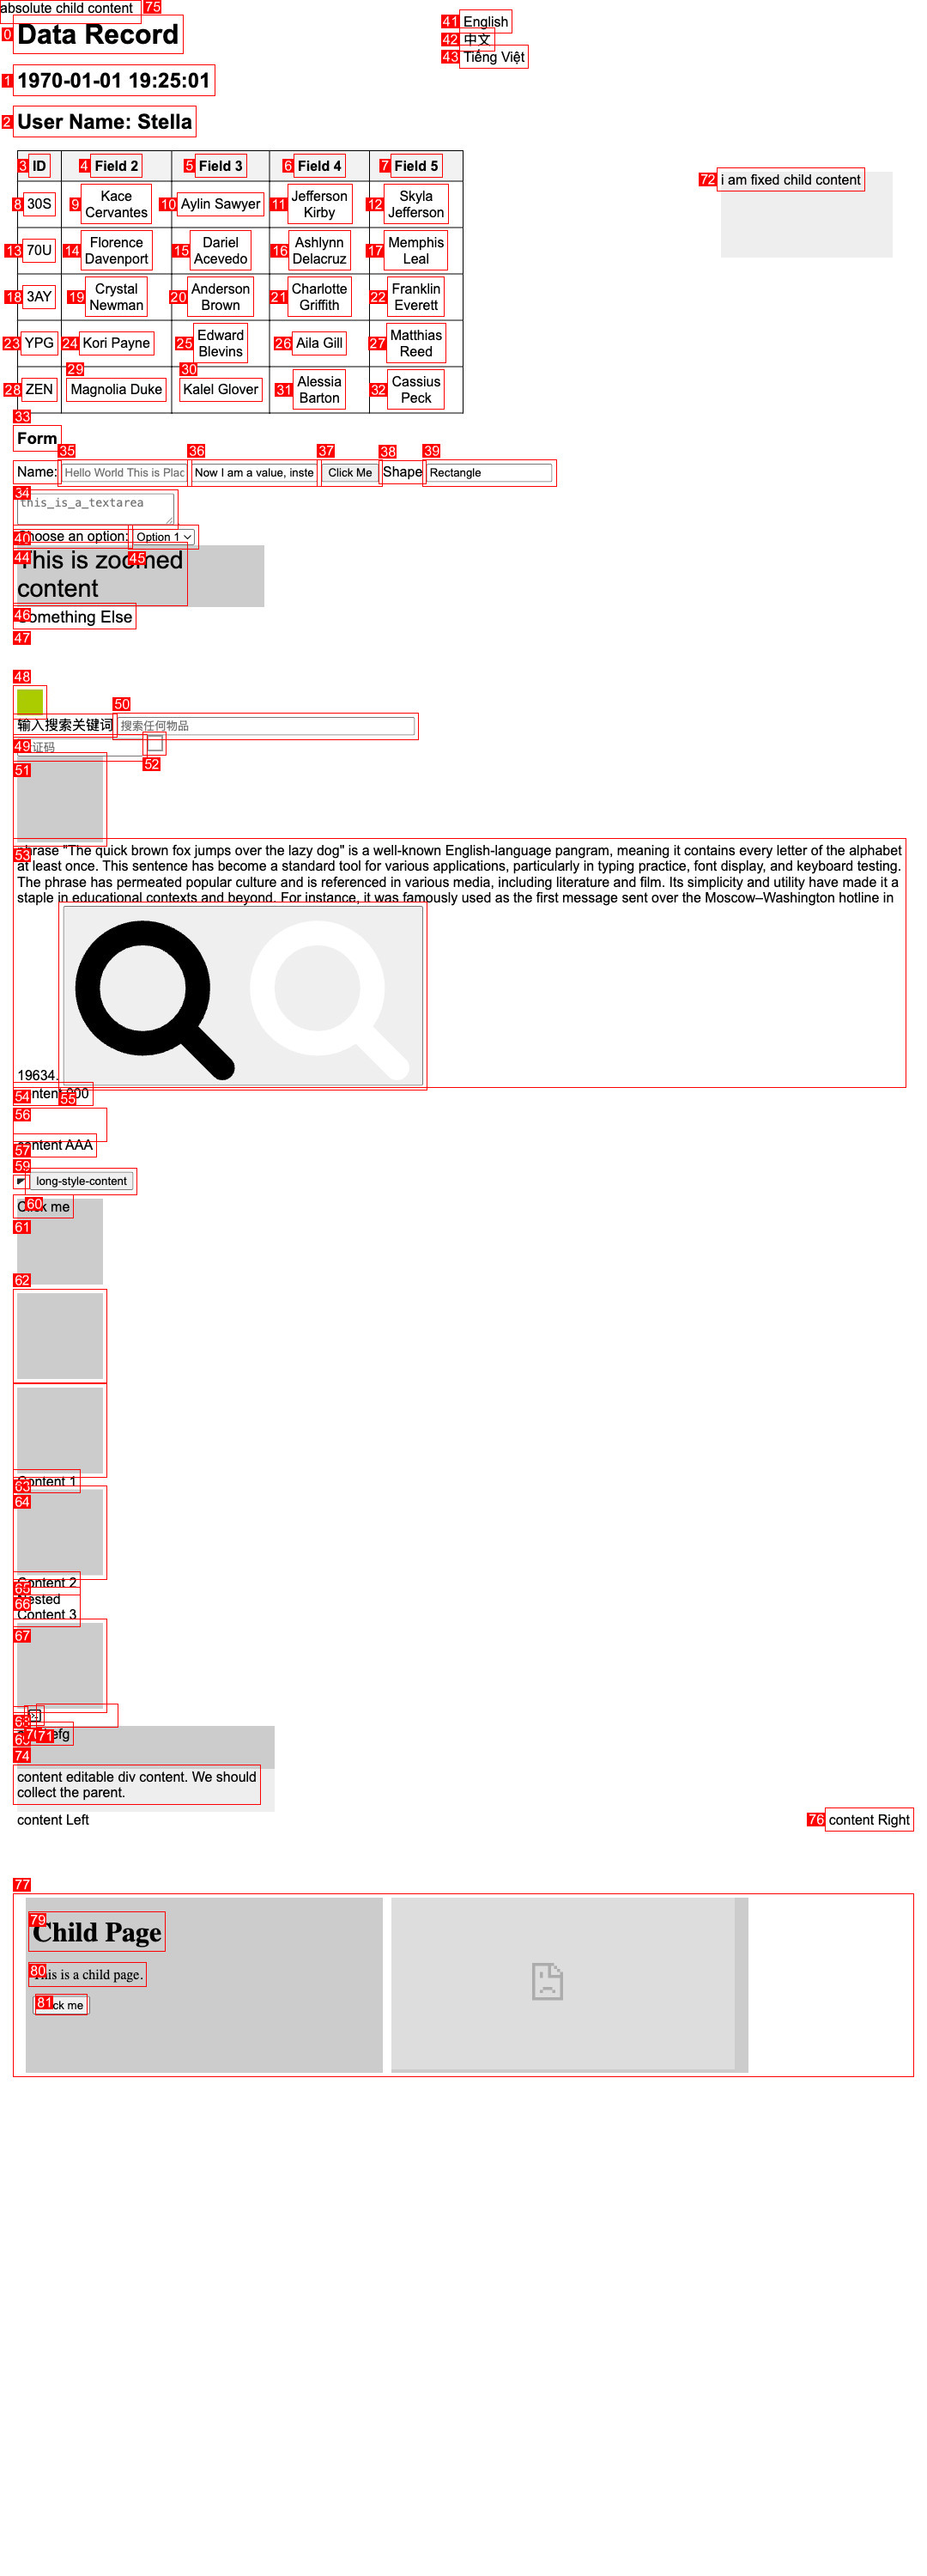 absolute child content 75
0 Data Record
41 English
42 中文
43 Tiếng Việt
1 1970-01-01 19:25:01
2 User Name: Stella
3 ID 4 Field 2 5 Field 3 6 Field 4 7 Field 5
72 i am fixed child content
8 30S 9 Kace Cervantes 10 Aylin Sawyer 11 Jefferson Kirby 12 Skyla Jefferson
13 70U 14 Florence Davenport 15 Dariel Acevedo 16 Ashlynn Delacruz 17 Memphis Leal
18 3AY 19 Crystal Newman 20 Anderson Brown 21 Charlotte Griffith 22 Franklin Everett
23 YPG 24 Kori Payne 25 Edward Blevins 26 Aila Gill 27 Matthias Reed
28 ZEN 29 Magnolia Duke 30 Kalel Glover 31 Alessia Barton 32 Cassius Peck
33
Form
35 36 37 38 39
Name: Hello World This is Plac Now I am a value, inste Click Me Shape Rectangle
34
this_is_a_textarea
40 option: Option 1
44 This is zoomed 45
content
46 Something Else
47
48
50
输入搜索关键词 搜索任何物品
49 证码
52
51
53
phrase "The quick brown fox jumps over the lazy dog" is a well-known English-language pangram, meaning it contains every letter of the alphabet
at least once. This sentence has become a standard tool for various applications, particularly in typing practice, font display, and keyboard testing.
The phrase has permeated popular culture and is referenced in various media, including literature and film. Its simplicity and utility have made it a
staple in educational contexts and beyond. For instance, it was famously used as the first message sent over the Moscow–Washington hotline in
19634.
54 55
56
content AAA
57
59
long-style-content
Click me
60
61
62
Content 1
63
64
Content 2
65
Nested
66
Content 3
67
68
efg
69 71
74
content editable div content. We should
collect the parent.
content Left 76 content Right
77
79
Child Page
80 This is a child page.
81 me